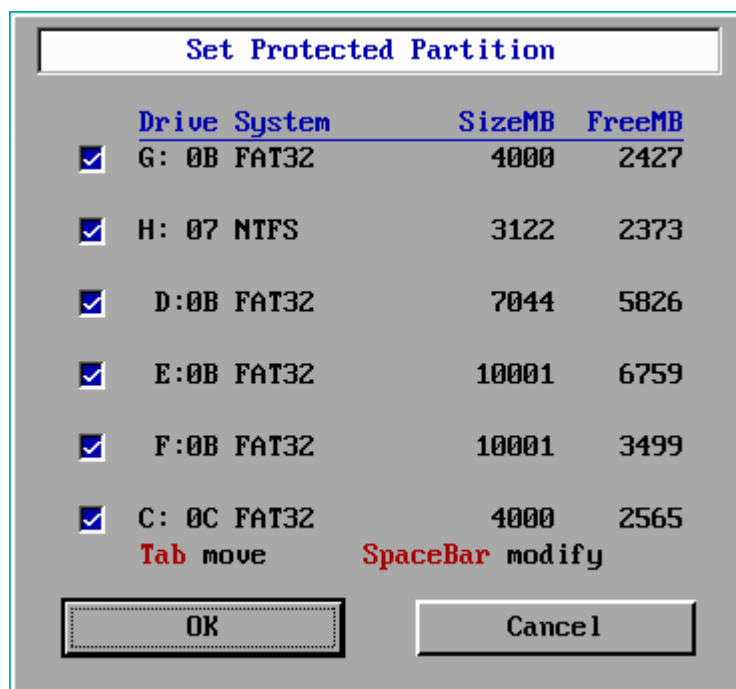 Set Protected Partition
Drive System SizeMB FreeMB
G: 0B FAT32 4000 2427
H: 07 NTFS 3122 2373
D:0B FAT32 7044 5826
E:0B FAT32 10001 6759
F:0B FAT32 10001 3499
C: 0C FAT32 4000 2565
Tab move SpaceBar modify
OK Cancel